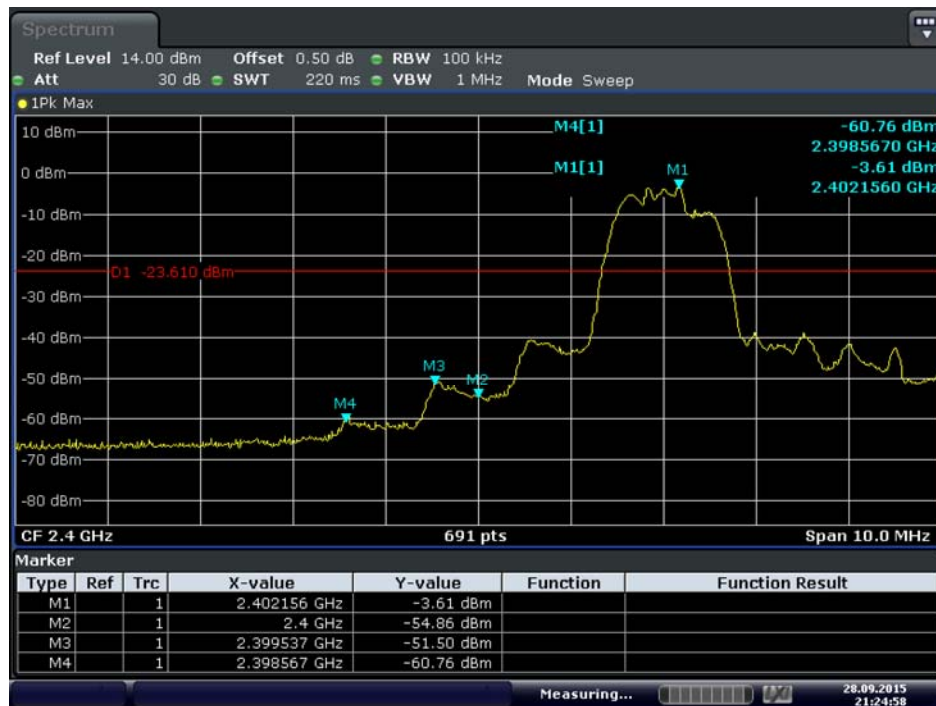 Spectrum
Ref Level 14.00 dBm Offset 0.50 dB RBW 100 kHz
Att 30 dB SWT 220 ms VBW 1 MHz Mode Sweep
1Pk Max
M4[1] -60.76 dBm
2.3985670 GHz
M1[1] -3.61 dBm
2.4021560 GHz
10 dBm
0 dBm
M1
-10 dBm
-20 dBm
D1 -23.610 dBm
-30 dBm
-40 dBm
-50 dBm
M3
M2
M4
-60 dBm
-70 dBm
-80 dBm
CF 2.4 GHz 691 pts Span 10.0 MHz
Marker
Type Ref Trc X-value Y-value Function Function Result
M1 1 2.402156 GHz -3.61 dBm
M2 1 2.4 GHz -54.86 dBm
M3 1 2.399537 GHz -51.50 dBm
M4 1 2.398567 GHz -60.76 dBm
Measuring... 28.09.2015
21:24:58